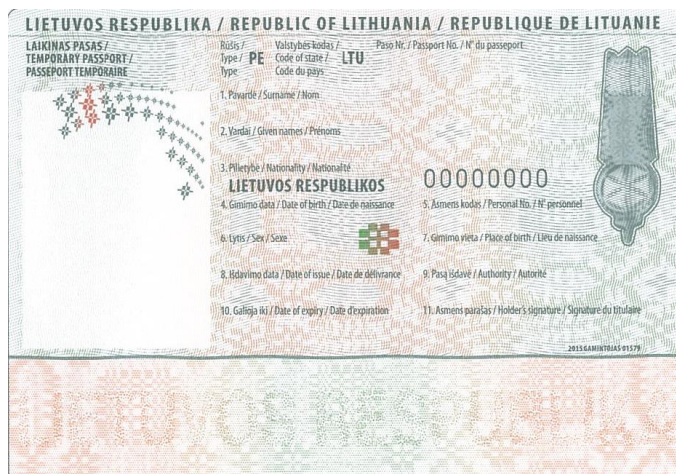 LIETUVOS RESPUBLIKA / REPUBLIC OF LITHUANIA / REPUBLIQUE DE LITUANIE
LAIKINAS PASAS /
TEMPORARY PASSPORT /
PASSEPORT TEMPORAIRE
Rūšis / Valstybės kodas / Paso Nr. / Passport No. / N° du passeport
Type / PE Code of state / LTU
Type Code du pays
1. Pavardė / Surname / Nom
2. Vardai / Given names / Prénoms
3. Pilietybė / Nationality / Nationalité
LIETUVOS RESPUBLIKOS
00000000
4. Gimimo data / Date of birth / Date de naissance
5. Asmens kodas / Personal No. / N° personnel
6. Lytis / Sex / Sexe
7. Gimimo vieta / Place of birth / Lieu de naissance
8. Išdavimo data / Date of issue / Date de délivrance
9. Pasą išdavė / Authority / Autorité
10. Galioja iki / Date of expiry / Date d'expiration
11. Asmens parašas / Holder's signature / Signature du titulaire
2015GAMINTOJAS 01579
LIETUVOS RESPUBLIKA